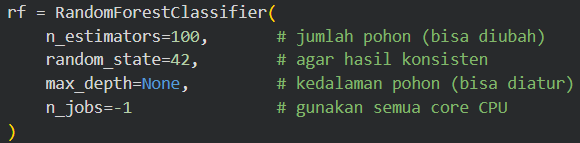 rf = RandomForestClassifier(
    n_estimators=100,       # jumlah pohon (bisa diubah)
    random_state=42,        # agar hasil konsisten
    max_depth=None,         # kedalaman pohon (bisa diatur)
    n_jobs=-1               # gunakan semua core CPU
)